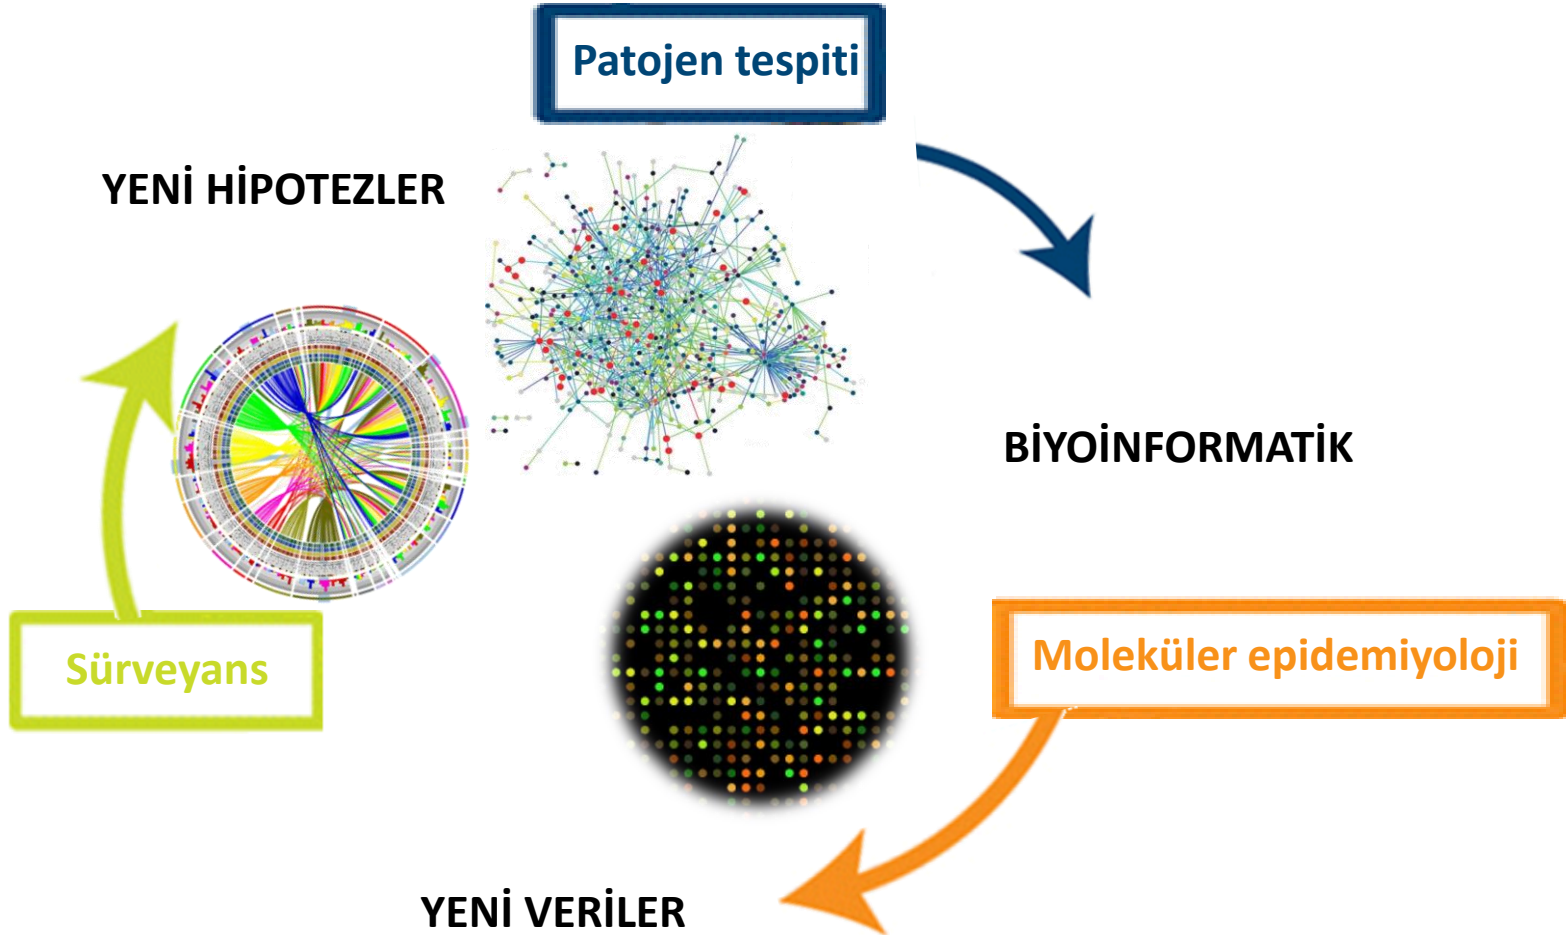 Patojen tespiti
YENİ HİPOTEZLER
BİYOİNFORMATİK
Sürveyans
Moleküler epidemiyoloji
YENİ VERİLER